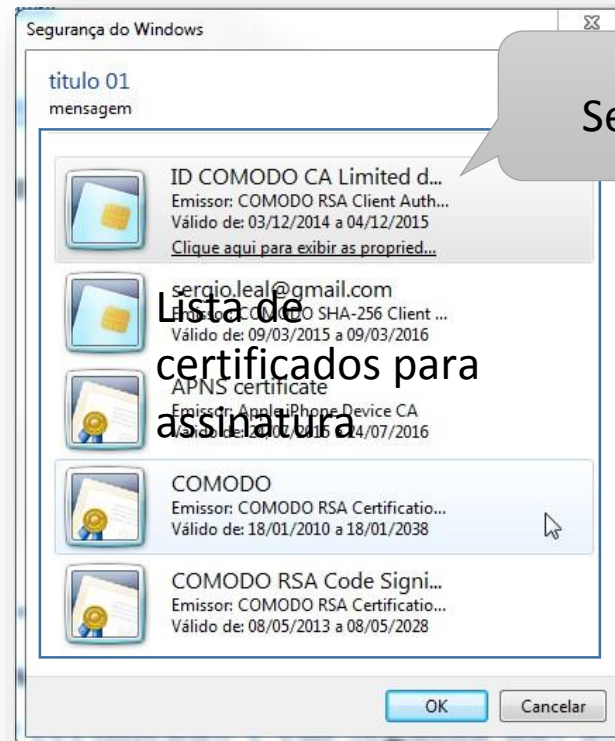 Segurança do Windows
titulo 01
mensagem
Se
ID COMODO CA Limited d...
Emissor: COMODO RSA Client Auth...
Válido de: 03/12/2014 a 04/12/2015
Clique aqui para exibir as propried...
sergio.leal@gmail.com
Emissor: COMODO SHA-256 Client ...
Válido de: 09/03/2015 a 09/03/2016
Lista de
certificados para
assinatura
APNS certificate
Emissor: Apple iPhone Device CA
Válido de: a 24/07/2016
COMODO
Emissor: COMODO RSA Certificatio...
Válido de: 18/01/2010 a 18/01/2038
COMODO RSA Code Signi...
Emissor: COMODO RSA Certificatio...
Válido de: 08/05/2013 a 08/05/2028
OK
Cancelar